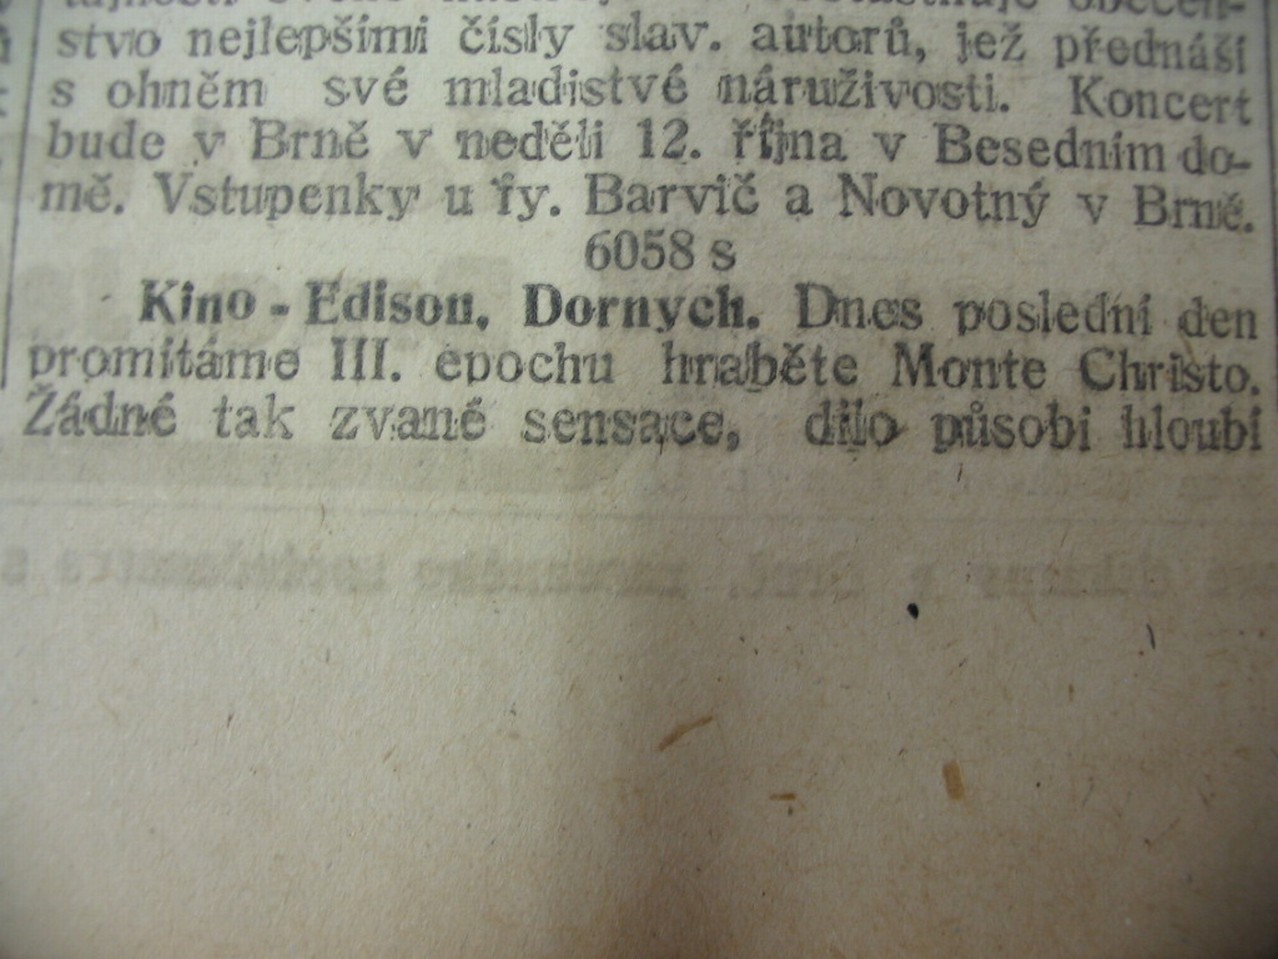 stvo nejlepšími čísly slav. autorů, jež přednáší
s ohněm své mladistvé náruživosti. Koncert
bude v Brně v neděli 12. října v Besedním do-
mě. Vstupenky u fy. Barvič a Novotný v Brně.
6058 s
Kino - Edison, Dornych. Dnes poslední den
promítáme III. epochu hraběte Monte Christo.
Žádné tak zvané sensace, dílo působí hloubí